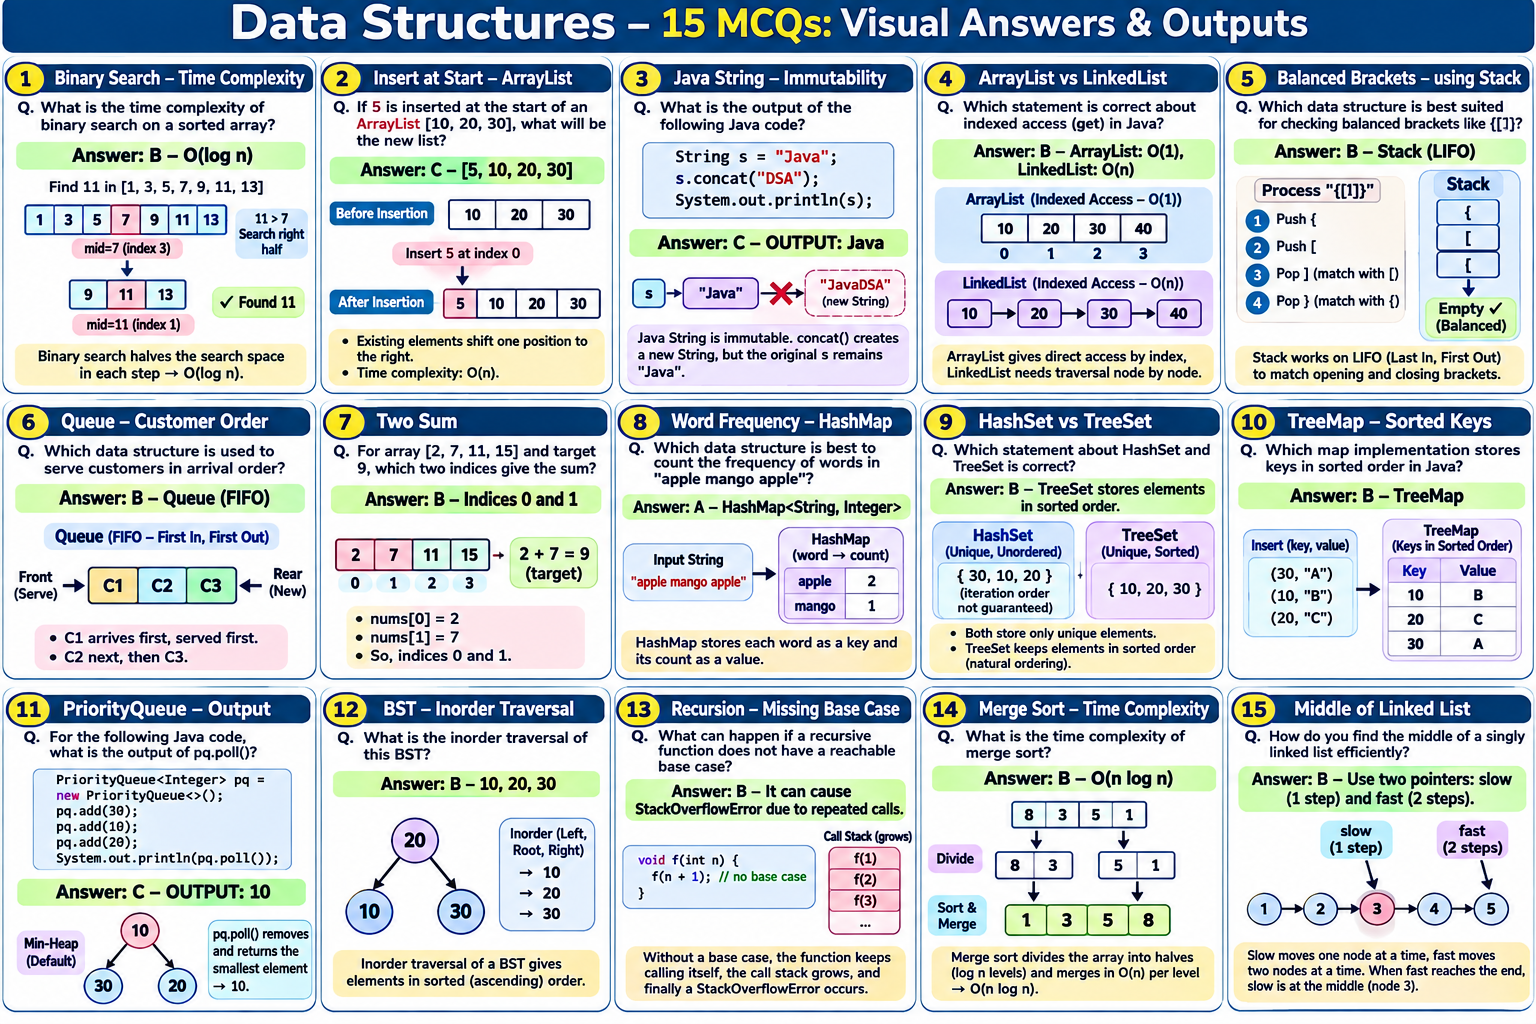 Data Structures – 15 MCQs: Visual Answers & Outputs
1 Binary Search – Time Complexity
Q. What is the time complexity of
binary search on a sorted array?
Answer: B – O(log n)
Find 11 in [1, 3, 5, 7, 9, 11, 13]
1 3 5 7 9 11 13
mid=7 (index 3)
11 > 7
Search right
half
9 11 13
mid=11 (index 1)
✓ Found 11
Binary search halves the search space
in each step → O(log n).
2 Insert at Start – ArrayList
Q. If 5 is inserted at the start of an
ArrayList [10, 20, 30], what will be
the new list?
Answer: C – [5, 10, 20, 30]
Before Insertion 10 20 30
Insert 5 at index 0
After Insertion 5 10 20 30
• Existing elements shift one position to
the right.
• Time complexity: O(n).
3 Java String – Immutability
Q. What is the output of the
following Java code?
String s = "Java";
s.concat("DSA");
System.out.println(s);
Answer: C – OUTPUT: Java
s "Java" "JavaDSA"
(new String)
Java String is immutable. concat() creates
a new String, but the original s remains
"Java".
4 ArrayList vs LinkedList
Q. Which statement is correct about
indexed access (get) in Java?
Answer: B – ArrayList: O(1),
LinkedList: O(n)
ArrayList (Indexed Access – O(1))
10 20 30 40
0 1 2 3
LinkedList (Indexed Access – O(n))
10 20 30 40
ArrayList gives direct access by index,
LinkedList needs traversal node by node.
5 Balanced Brackets – using Stack
Q. Which data structure is best suited
for checking balanced brackets like {[]}?
Answer: B – Stack (LIFO)
Process "{[]}"
1 Push {
2 Push [
3 Pop ] (match with [)
4 Pop } (match with {)
Stack
{
[
[
Empty ✓
(Balanced)
Stack works on LIFO (Last In, First Out)
to match opening and closing brackets.
6 Queue – Customer Order
Q. Which data structure is used to
serve customers in arrival order?
Answer: B – Queue (FIFO)
Queue (FIFO – First In, First Out)
Front
(Serve)
C1 C2 C3
Rear
(New)
• C1 arrives first, served first.
• C2 next, then C3.
7 Two Sum
Q. For array [2, 7, 11, 15] and target
9, which two indices give the sum?
Answer: B – Indices 0 and 1
2 7 11 15
0 1 2 3
2 + 7 = 9
(target)
• nums[0] = 2
• nums[1] = 7
• So, indices 0 and 1.
8 Word Frequency – HashMap
Q. Which data structure is best to
count the frequency of words in
"apple mango apple"?
Answer: A – HashMap<String, Integer>
Input String
"apple mango apple"
HashMap
(word → count)
apple 2
mango 1
HashMap stores each word as a key and
its count as a value.
9 HashSet vs TreeSet
Q. Which statement about HashSet and
TreeSet is correct?
Answer: B – TreeSet stores elements
in sorted order.
HashSet
(Unique, Unordered)
{ 30, 10, 20 }
(iteration order
not guaranteed)
TreeSet
(Unique, Sorted)
{ 10, 20, 30 }
• Both store only unique elements.
• TreeSet keeps elements in sorted order
(natural ordering).
10 TreeMap – Sorted Keys
Q. Which map implementation stores
keys in sorted order in Java?
Answer: B – TreeMap
Insert (key, value)
(30, "A")
(10, "B")
(20, "C")
TreeMap
(Keys in Sorted Order)
Key Value
10 B
20 C
30 A
11 PriorityQueue – Output
Q. For the following Java code,
what is the output of pq.poll()?
PriorityQueue<Integer> pq =
new PriorityQueue<>();
pq.add(30);
pq.add(10);
pq.add(20);
System.out.println(pq.poll());
Answer: C – OUTPUT: 10
Min-Heap
(Default)
10
30 20
pq.poll() removes
and returns the
smallest element
→ 10.
12 BST – Inorder Traversal
Q. What is the inorder traversal of
this BST?
Answer: B – 10, 20, 30
20
10 30
Inorder (Left,
Root, Right)
→ 10
→ 20
→ 30
Inorder traversal of a BST gives
elements in sorted (ascending) order.
13 Recursion – Missing Base Case
Q. What can happen if a recursive
function does not have a reachable
base case?
Answer: B – It can cause
StackOverflowError due to repeated calls.
void f(int n) {
f(n + 1); // no base case
}
Call Stack (grows)
f(1)
f(2)
f(3)
...
Without a base case, the function keeps
calling itself, the call stack grows, and
finally a StackOverflowError occurs.
14 Merge Sort – Time Complexity
Q. What is the time complexity of
merge sort?
Answer: B – O(n log n)
8 3 5 1
Divide 8 3 5 1
Sort &
Merge
1 3 5 8
Merge sort divides the array into halves
(log n levels) and merges in O(n) per level
→ O(n log n).
15 Middle of Linked List
Q. How do you find the middle of a singly
linked list efficiently?
Answer: B – Use two pointers: slow
(1 step) and fast (2 steps).
slow
(1 step)
fast
(2 steps)
1 2 3 4 5
Slow moves one node at a time, fast moves
two nodes at a time. When fast reaches the end,
slow is at the middle (node 3).